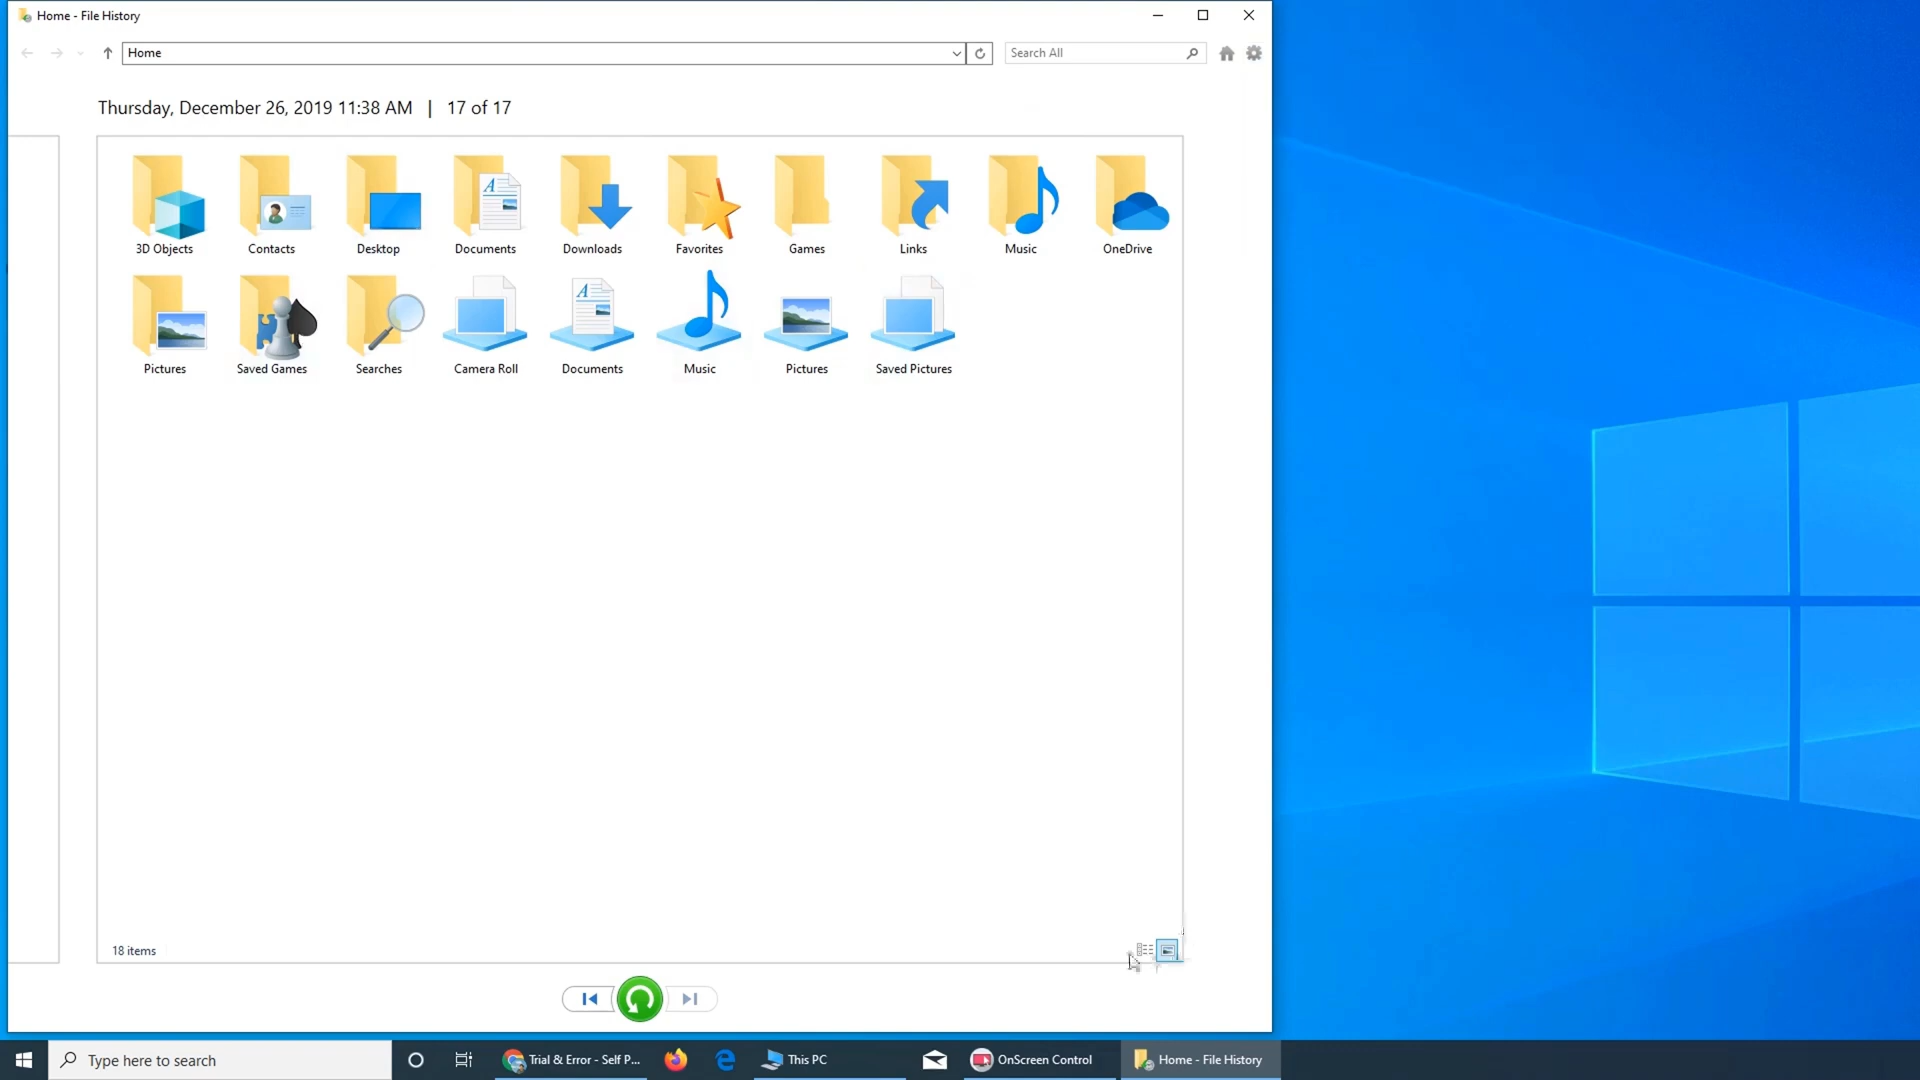 Home - File History
Home
Search All
Thursday, December 26, 2019 11:38 AM | 17 of 17
3D Objects
Contacts
Desktop
Documents
Downloads
Favorites
Games
Links
Music
OneDrive
Pictures
Saved Games
Searches
Camera Roll
Documents
Music
Pictures
Saved Pictures
18 items
Type here to search
Trial & Error - Self P...
This PC
OnScreen Control
Home - File History